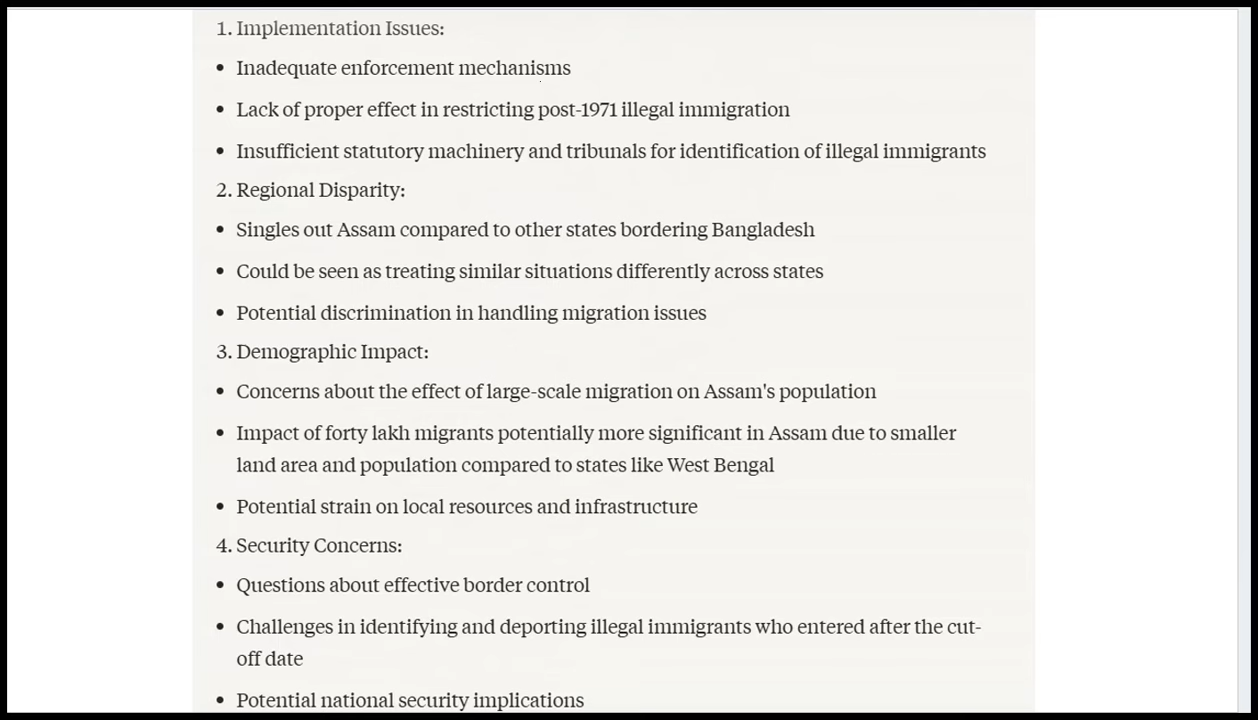 1. Implementation Issues:
• Inadequate enforcement mechanisms
• Lack of proper effect in restricting post-1971 illegal immigration
• Insufficient statutory machinery and tribunals for identification of illegal immigrants
2. Regional Disparity:
• Singles out Assam compared to other states bordering Bangladesh
• Could be seen as treating similar situations differently across states
• Potential discrimination in handling migration issues
3. Demographic Impact:
• Concerns about the effect of large-scale migration on Assam's population
• Impact of forty lakh migrants potentially more significant in Assam due to smaller
land area and population compared to states like West Bengal
• Potential strain on local resources and infrastructure
4. Security Concerns:
• Questions about effective border control
• Challenges in identifying and deporting illegal immigrants who entered after the cut-
off date
• Potential national security implications